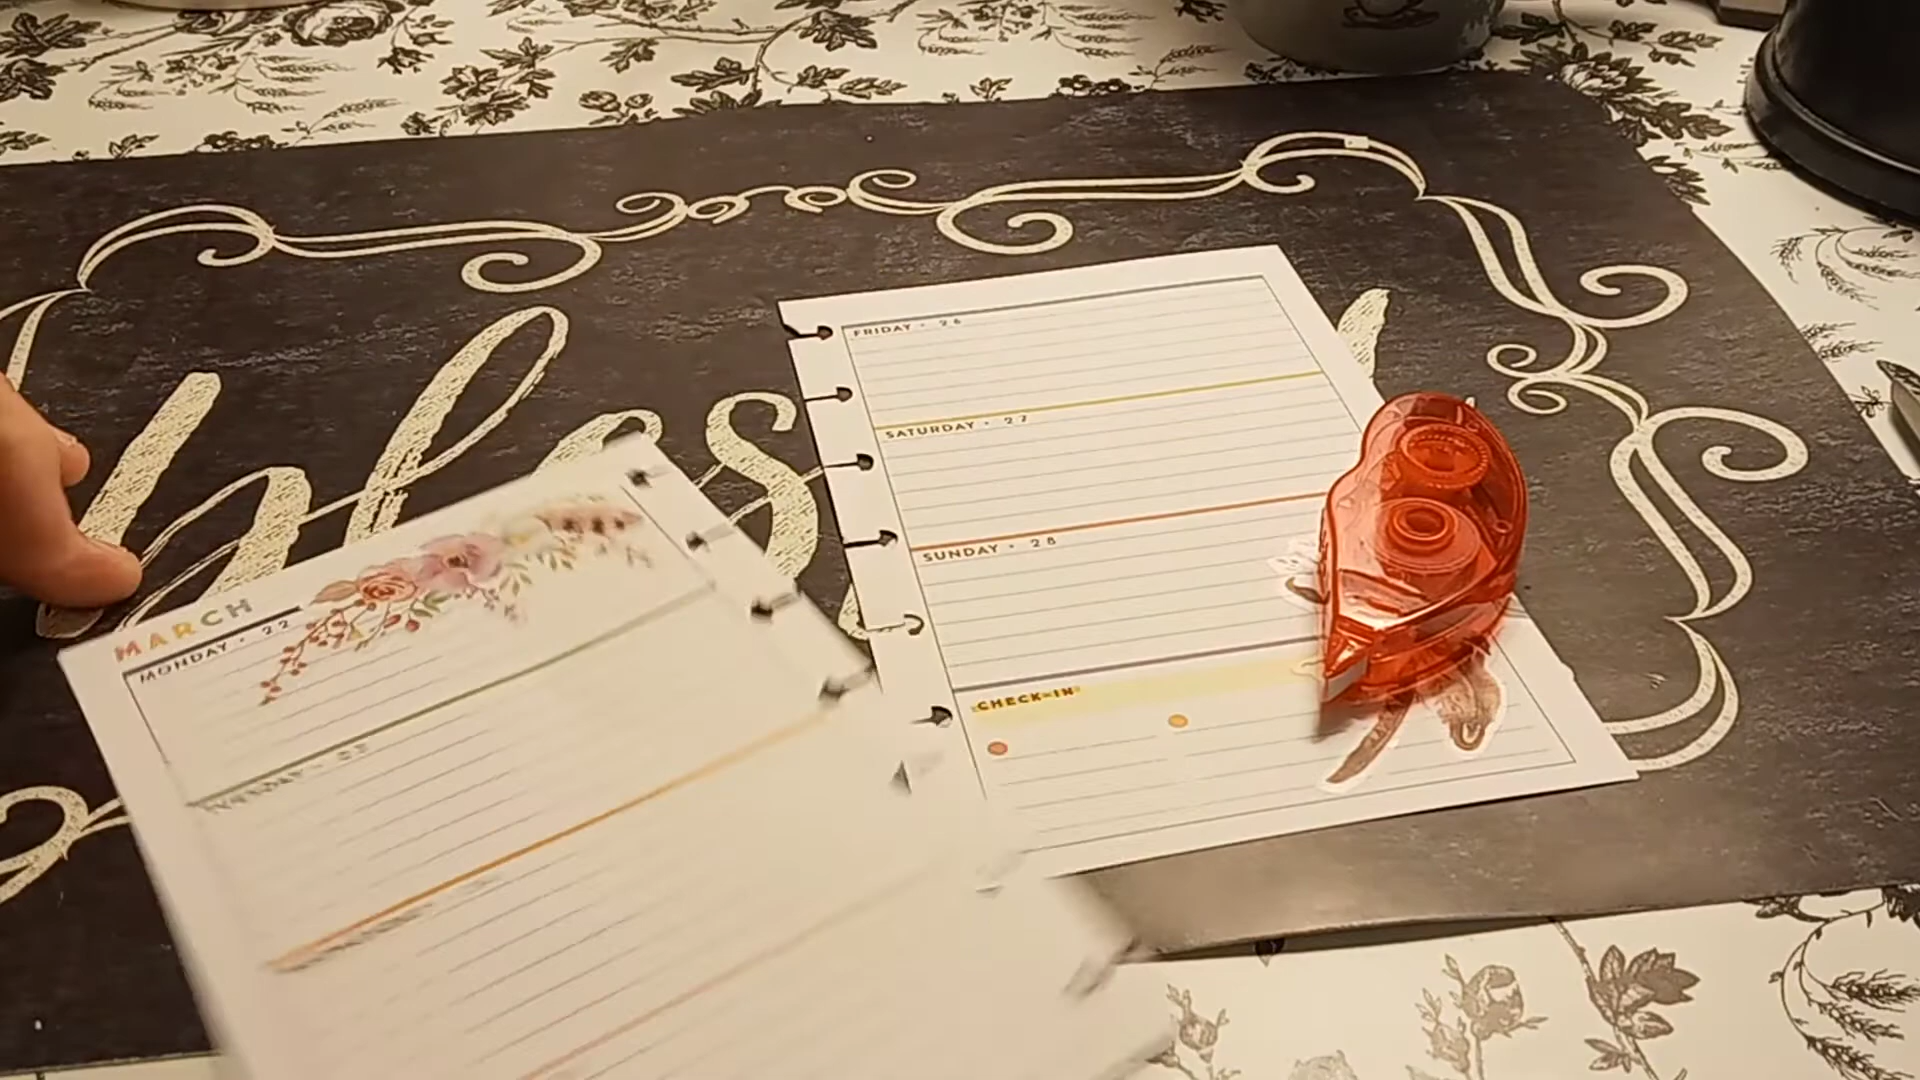 MARCH
MONDAY • 22
FRIDAY • 26
SATURDAY • 27
SUNDAY • 28
CHECK-IN